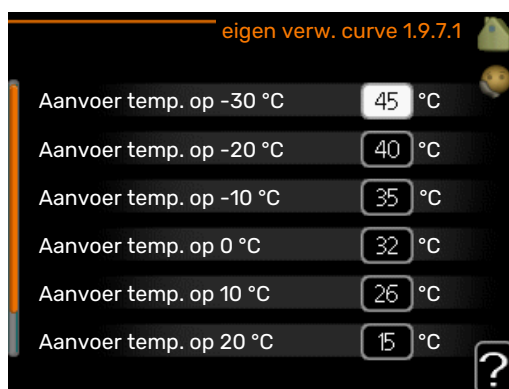 eigen verw. curve 1.9.7.1
Aanvoer temp. op -30 °C 45 °C
Aanvoer temp. op -20 °C 40 °C
Aanvoer temp. op -10 °C 35 °C
Aanvoer temp. op 0 °C 32 °C
Aanvoer temp. op 10 °C 26 °C
Aanvoer temp. op 20 °C 15 °C
?